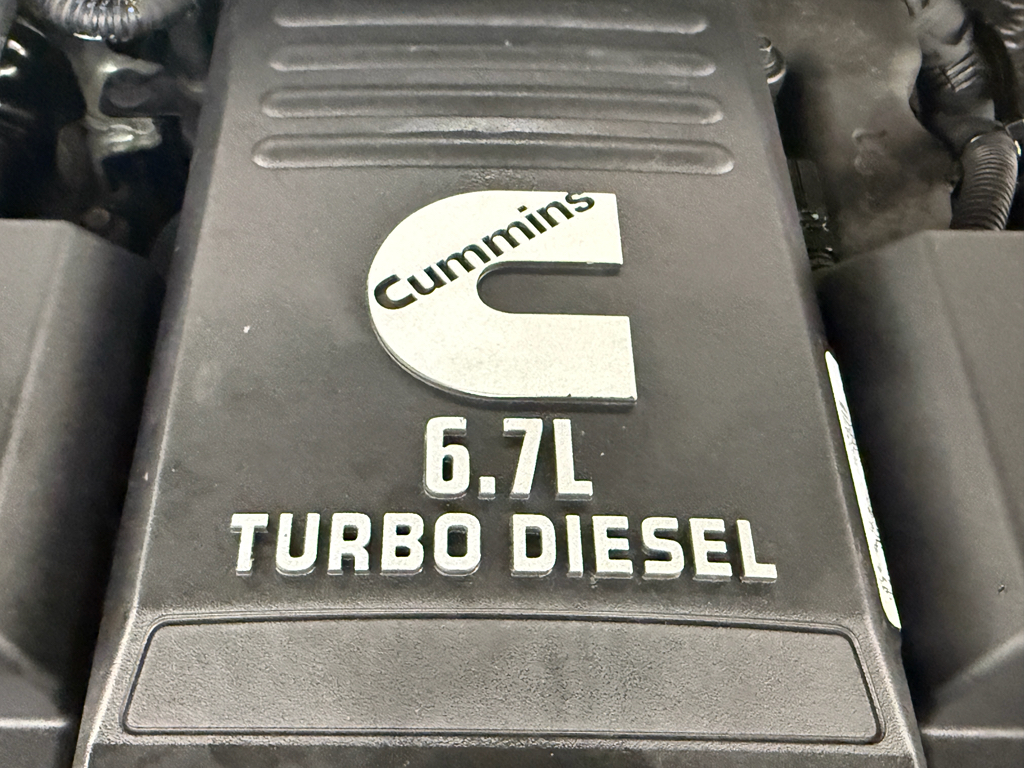 Cummins
6.7L
TURBO DIESEL